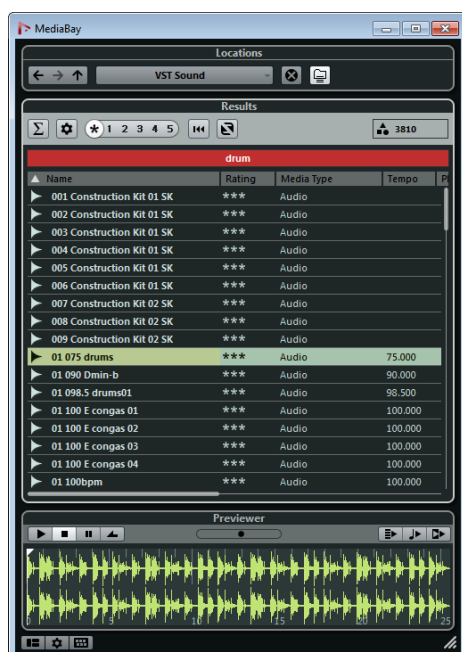 MediaBay
Locations
VST Sound
Results
Σ * 1 2 3 4 5 3810
drum
Name Rating Media Type Tempo
001 Construction Kit 01 SK *** Audio
002 Construction Kit 01 SK *** Audio
003 Construction Kit 01 SK *** Audio
004 Construction Kit 01 SK *** Audio
005 Construction Kit 01 SK *** Audio
006 Construction Kit 01 SK *** Audio
007 Construction Kit 02 SK *** Audio
008 Construction Kit 02 SK *** Audio
009 Construction Kit 02 SK *** Audio
01 075 drums *** Audio 75.000
01 090 Dmin-b *** Audio 90.000
01 098.5 drums01 *** Audio 98.500
01 100 E congas 01 *** Audio 100.000
01 100 E congas 02 *** Audio 100.000
01 100 E congas 03 *** Audio 100.000
01 100 E congas 04 *** Audio 100.000
01 100bpm *** Audio 100.000
Previewer
0 5 10 15 20 25